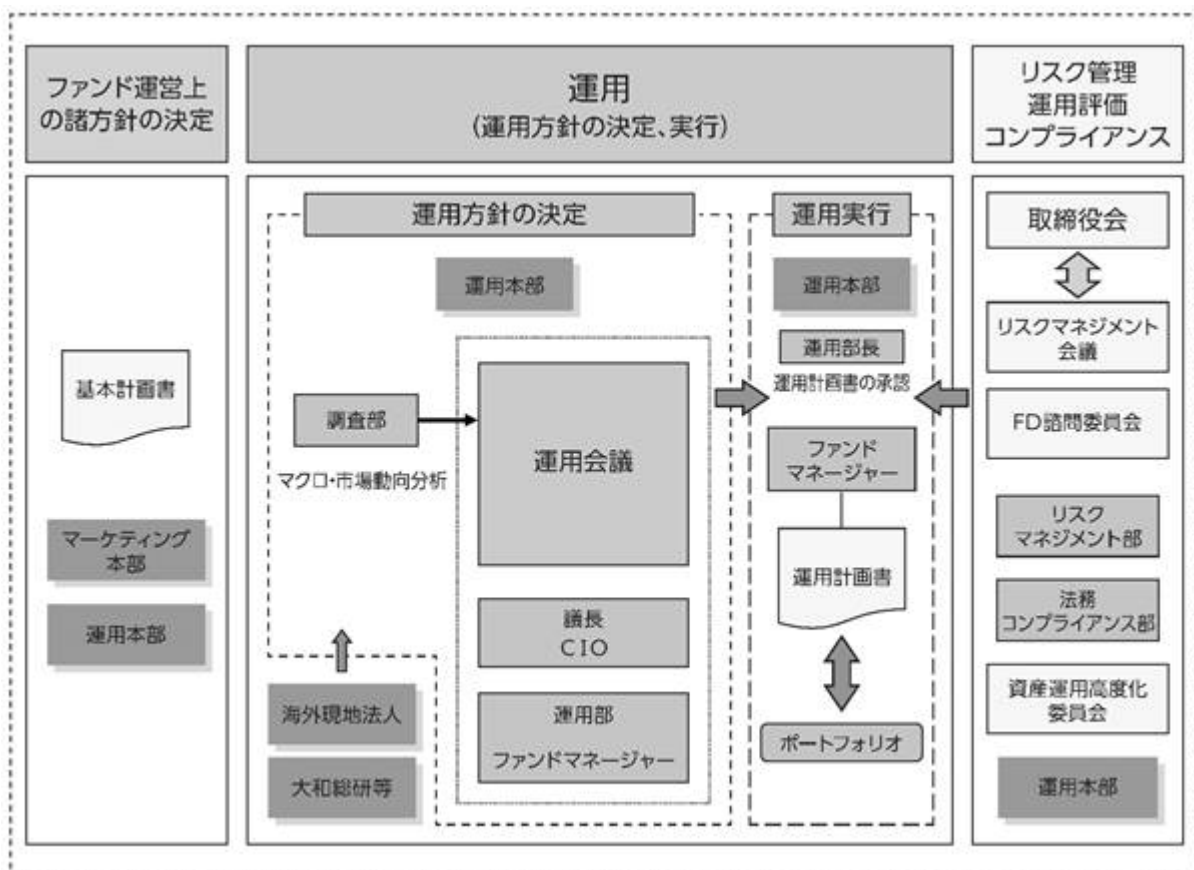 ファンド運営上
の諸方針の決定
運用
(運用方針の決定、実行)
リスク管理
運用評価
コンプライアンス
基本計画書
マーケティング
本部
運用本部
運用方針の決定
運用本部
調査部
マクロ・市場動向分析
運用会議
議長
CIO
運用部
ファンドマネージャー
海外現地法人
大和総研等
運用実行
運用本部
運用部長
運用計画書の承認
ファンド
マネージャー
運用計画書
ポートフォリオ
取締役会
リスクマネジメント
会議
FD諮問委員会
リスク
マネジメント部
法務
コンプライアンス部
資産運用高度化
委員会
運用本部